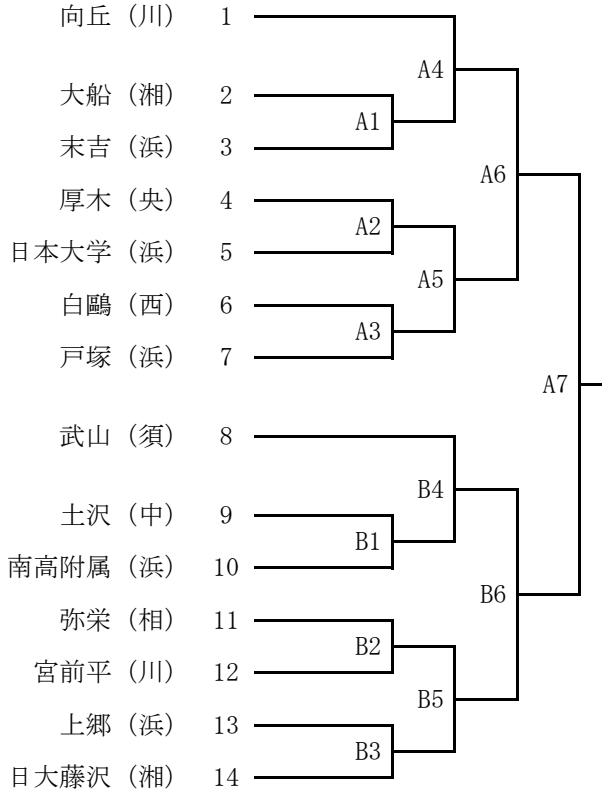 向丘（川） 1
A4
大船（湘） 2
A1
末吉（浜） 3
A6
厚木（央） 4
A2
日本大学（浜） 5
A5
白鷗（西） 6
A3
戸塚（浜） 7
A7
武山（須） 8
B4
土沢（中） 9
B1
南高附属（浜） 10
B6
弥栄（相） 11
B2
宮前平（川） 12
B5
上郷（浜） 13
B3
日大藤沢（湘） 14